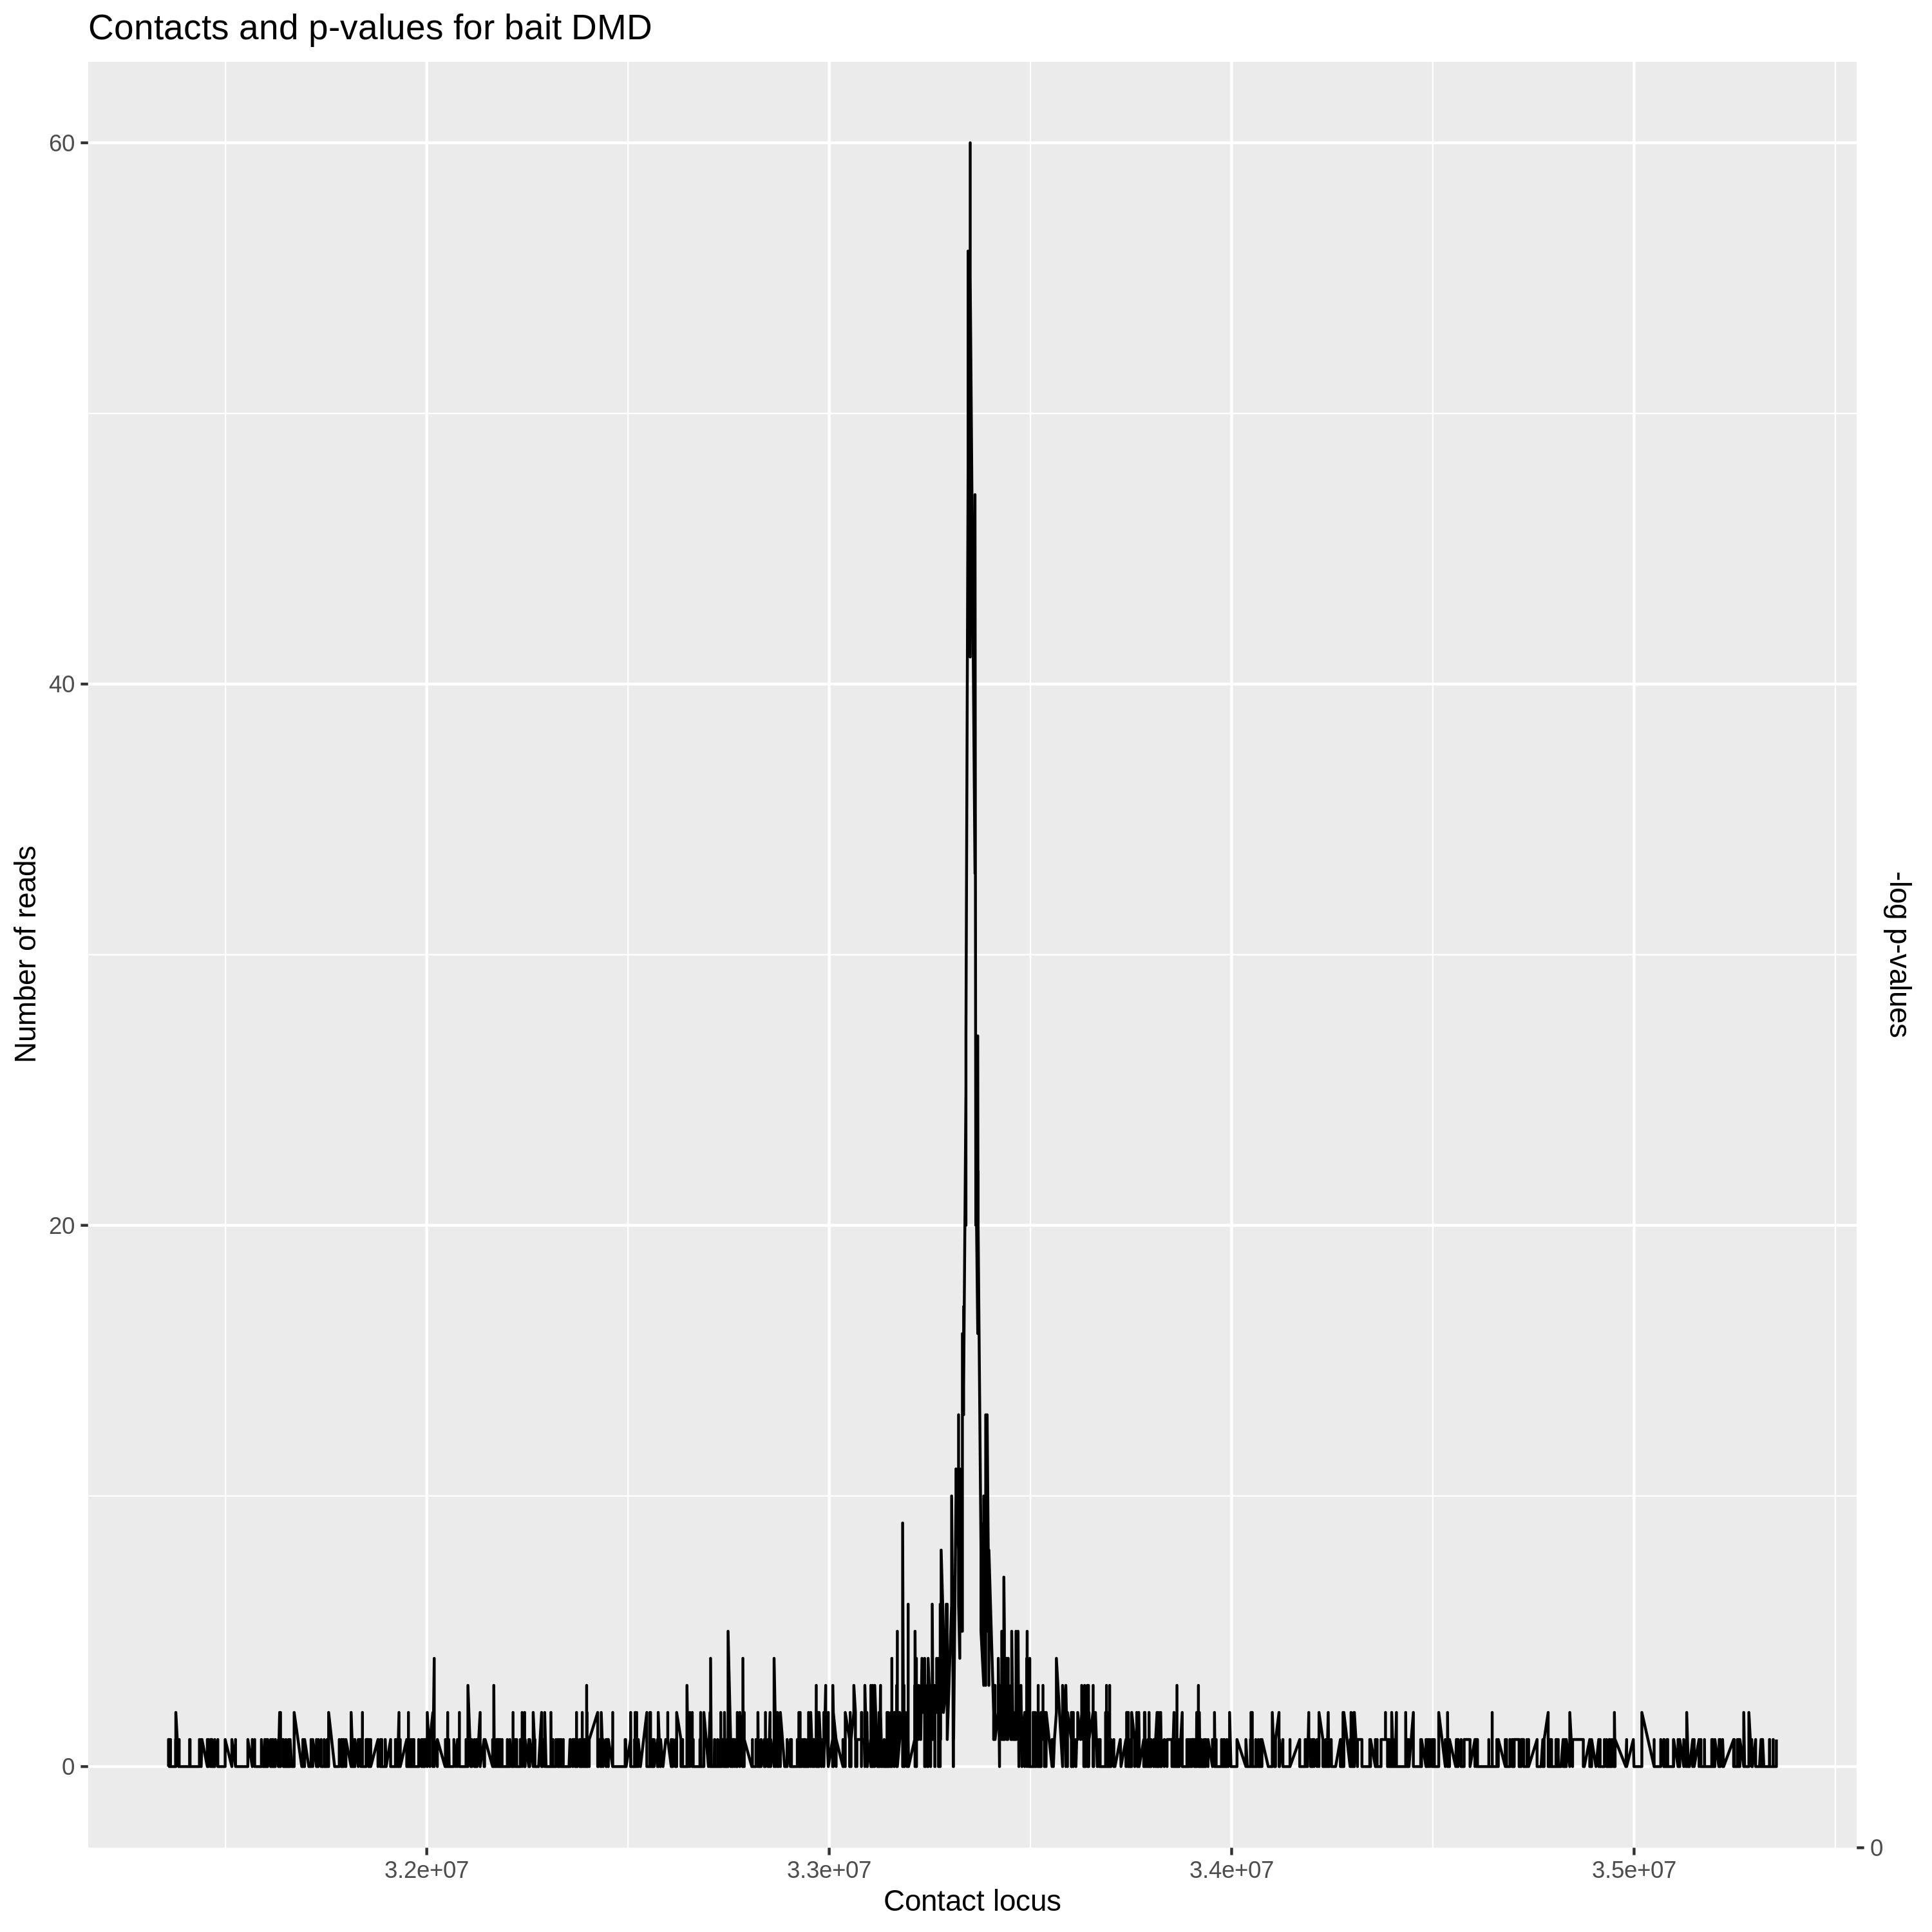 Contacts and p-values for bait DMD
60
40
20
0
Number of reads
-log p-values
0
3.2e+07
3.3e+07
3.4e+07
3.5e+07
Contact locus